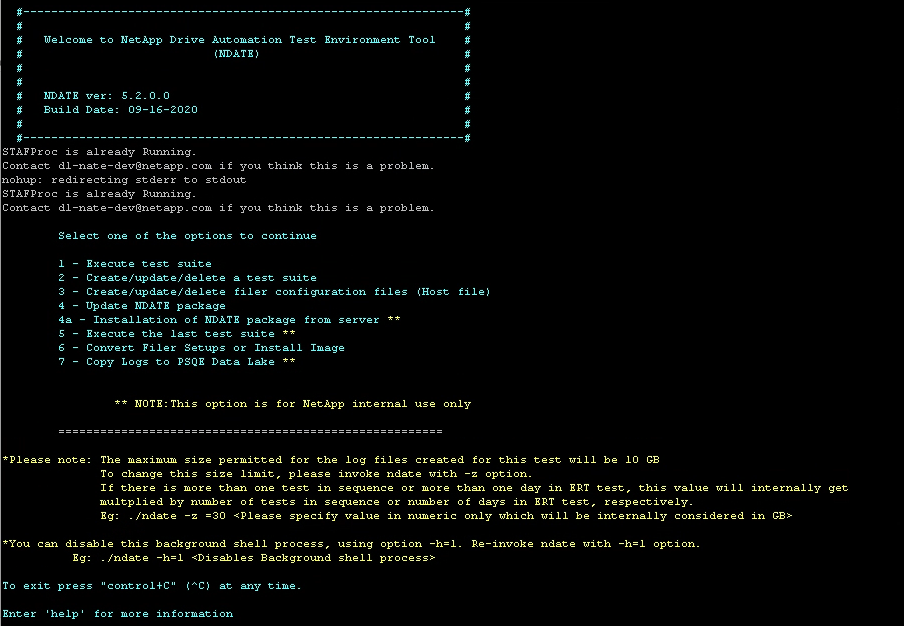 #---------------------------------------------------------------#
#                                                               #
#   Welcome to NetApp Drive Automation Test Environment Tool    #
#                           (NDATE)                             #
#                                                               #
#                                                               #
#   NDATE ver: 5.2.0.0                                          #
#   Build Date: 09-16-2020                                      #
#                                                               #
#---------------------------------------------------------------#
STAFProc is already Running.
Contact dl-nate-dev@netapp.com if you think this is a problem.
nohup: redirecting stderr to stdout
STAFProc is already Running.
Contact dl-nate-dev@netapp.com if you think this is a problem.
Select one of the options to continue
1 - Execute test suite
2 - Create/update/delete a test suite
3 - Create/update/delete filer configuration files (Host file)
4 - Update NDATE package
4a - Installation of NDATE package from server **
5 - Execute the last test suite **
6 - Convert Filer Setups or Install Image
7 - Copy Logs to PSQE Data Lake **
** NOTE:This option is for NetApp internal use only
=======================================================
*Please note: The maximum size permitted for the log files created for this test will be 10 GB
To change this size limit, please invoke ndate with -z option.
If there is more than one test in sequence or more than one day in ERT test, this value will internally get
multplied by number of tests in sequence or number of days in ERT test, respectively.
Eg: ./ndate -z =30 <Please specify value in numeric only which will be internally considered in GB>
*You can disable this background shell process, using option -h=1. Re-invoke ndate with -h=1 option.
Eg: ./ndate -h=1 <Disables Background shell process>
To exit press "control+C" (^C) at any time.
Enter 'help' for more information